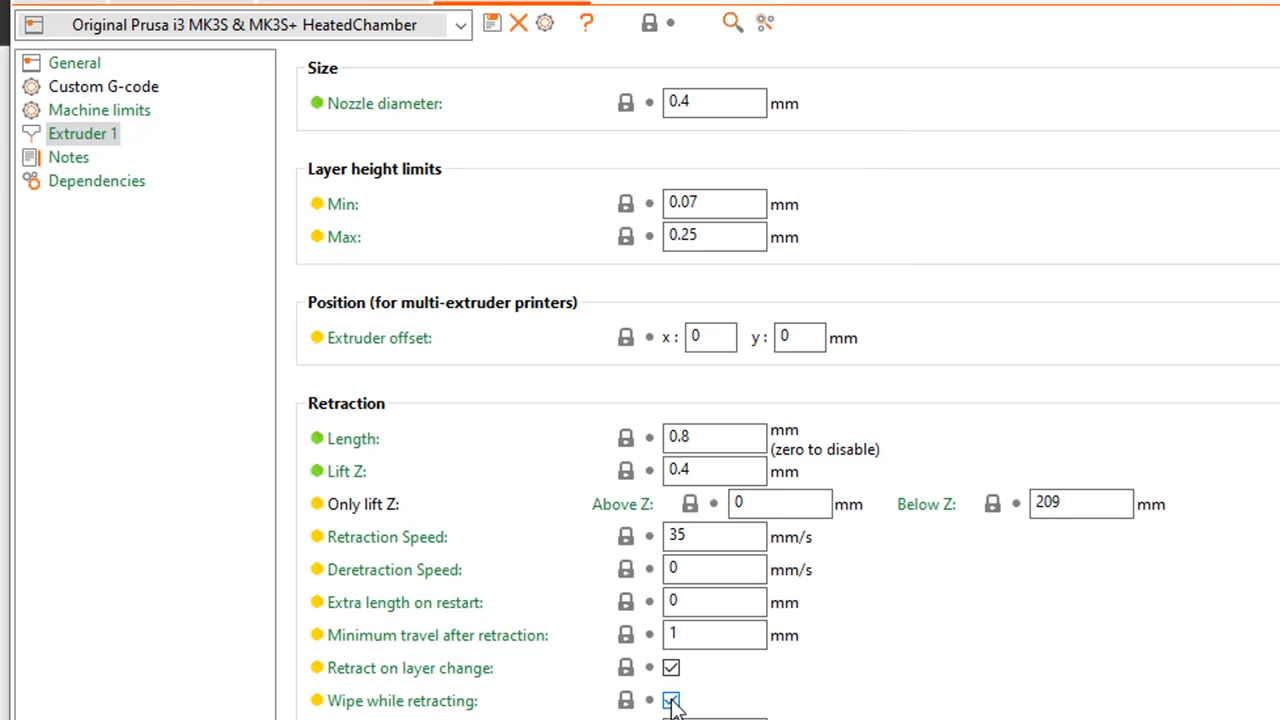 Original Prusa i3 MK3S & MK3S+ HeatedChamber
?
General
Custom G-code
Machine limits
Extruder 1
Notes
Dependencies
Size
Nozzle diameter: 0.4 mm
Layer height limits
Min: 0.07 mm
Max: 0.25 mm
Position (for multi-extruder printers)
Extruder offset: x : 0 y : 0 mm
Retraction
Length: 0.8 mm
(zero to disable)
Lift Z: 0.4 mm
Only lift Z: Above Z: 0 mm Below Z: 209 mm
Retraction Speed: 35 mm/s
Deretraction Speed: 0 mm/s
Extra length on restart: 0 mm
Minimum travel after retraction: 1 mm
Retract on layer change:
Wipe while retracting: